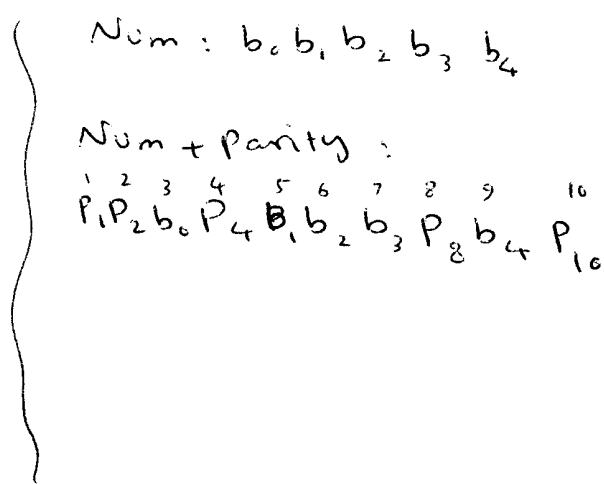 Num : b₀ b₁ b₂ b₃ b₄
Num + Parity :
1 2 3 4 5 6 7 8 9 10
P₁ P₂ b₀ P₄ B₁ b₂ b₃ P₈ b₄ P₁₀